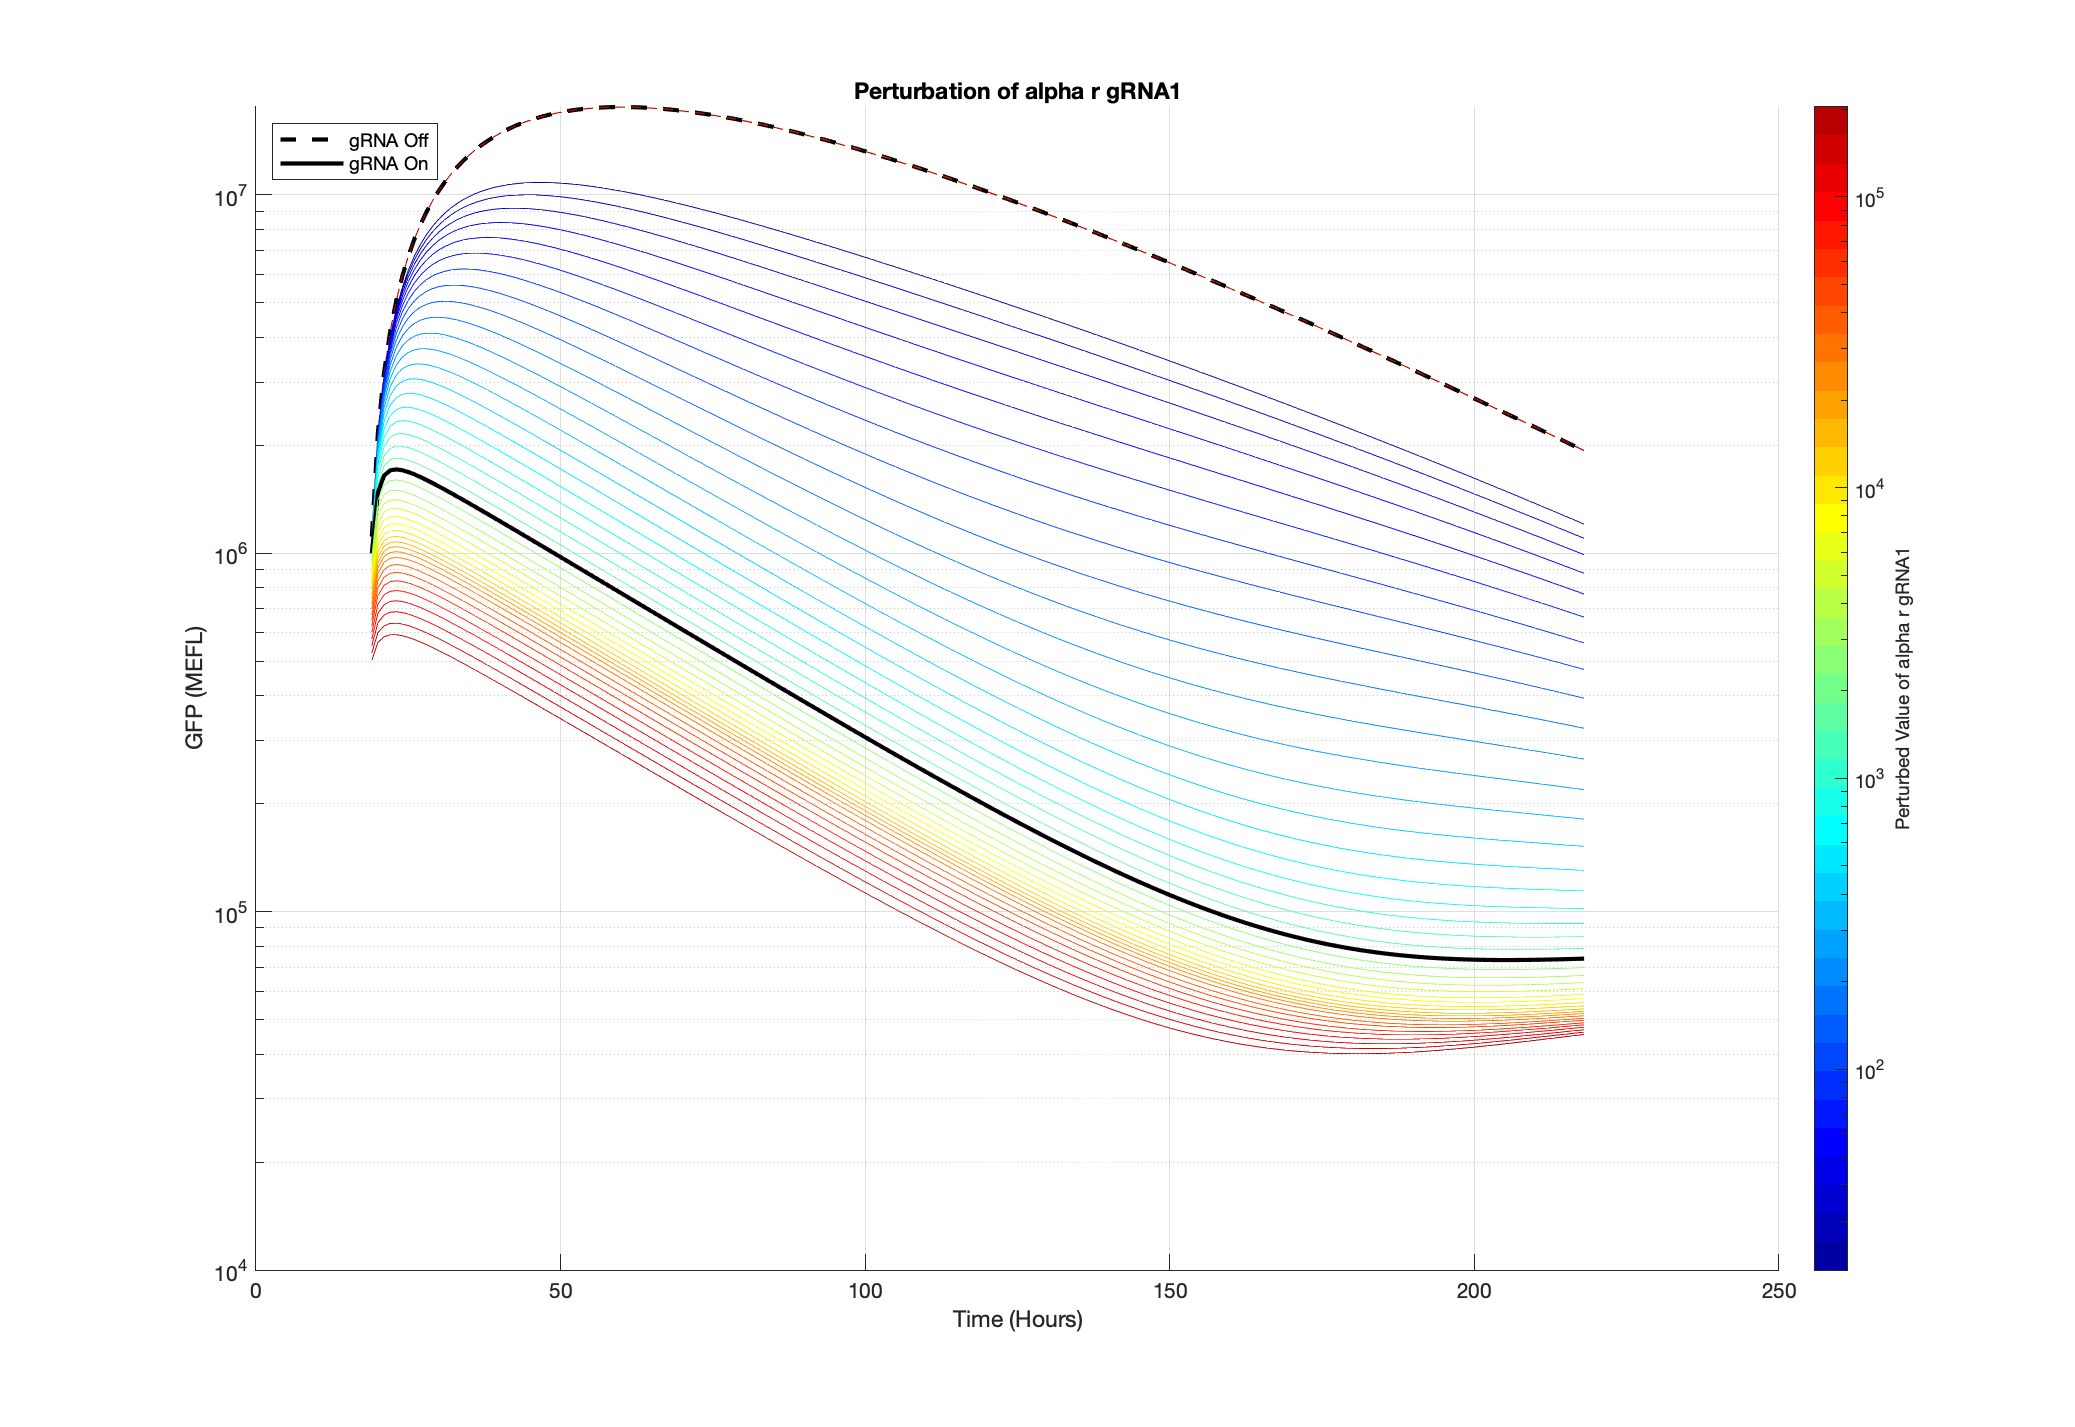 Perturbation of alpha r gRNA1
gRNA Off
gRNA On
10^7
10^6
10^5
10^4
GFP (MEFL)
0 50 100 150 200 250
Time (Hours)
10^5
10^4
10^3
10^2
Perturbed Value of alpha r gRNA1